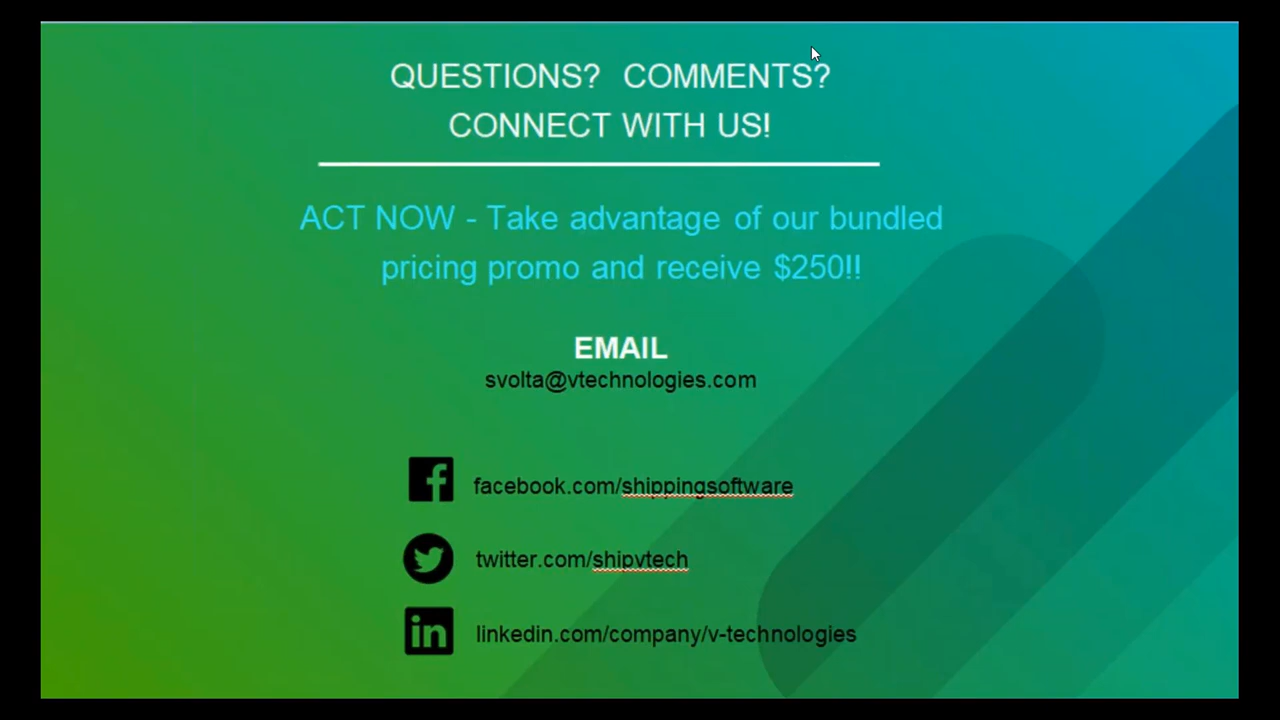 QUESTIONS? COMMENTS?
CONNECT WITH US!
ACT NOW - Take advantage of our bundled
pricing promo and receive $250!!
EMAIL
svolta@vtechnologies.com
facebook.com/shippingsoftware
twitter.com/shipvtech
linkedin.com/company/v-technologies